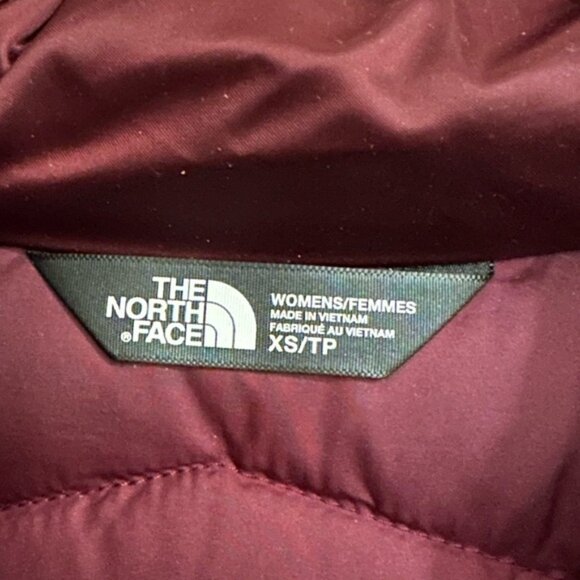 THE
NORTH
®FACE
WOMENS/FEMMES
MADE IN VIETNAM
FABRIQUÉ AU VIETNAM
XS/TP